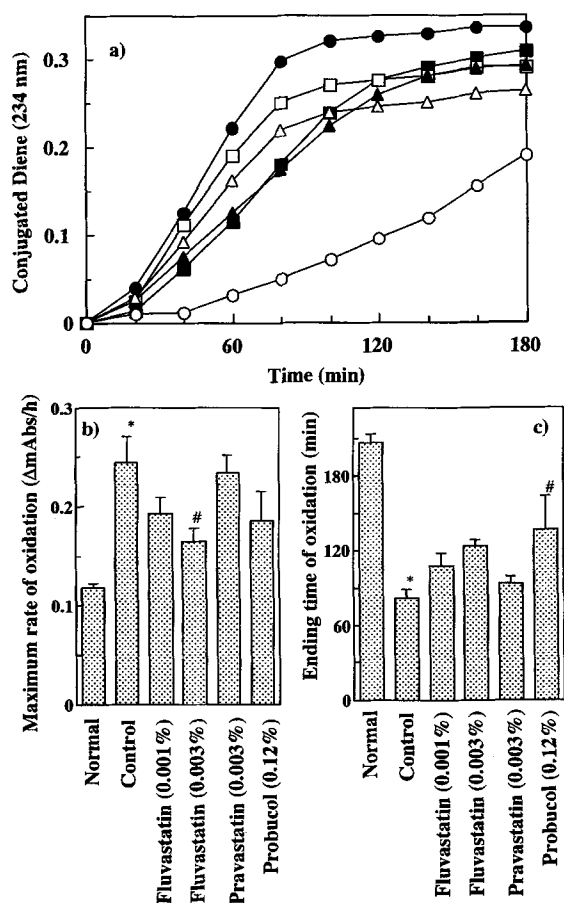 a)
Conjugated Diene (234 nm)
0.3
0.2
0.1
0
0
60
120
180
Time (min)
b)
Maximum rate of oxidation (ΔmAbs/h)
0.3
0.2
0.1
0
*
#
Normal
Control
Fluvastatin (0.001%)
Fluvastatin (0.003%)
Pravastatin (0.003%)
Probucol (0.12%)
c)
Ending time of oxidation (min)
180
120
60
0
*
#
Normal
Control
Fluvastatin (0.001%)
Fluvastatin (0.003%)
Pravastatin (0.003%)
Probucol (0.12%)